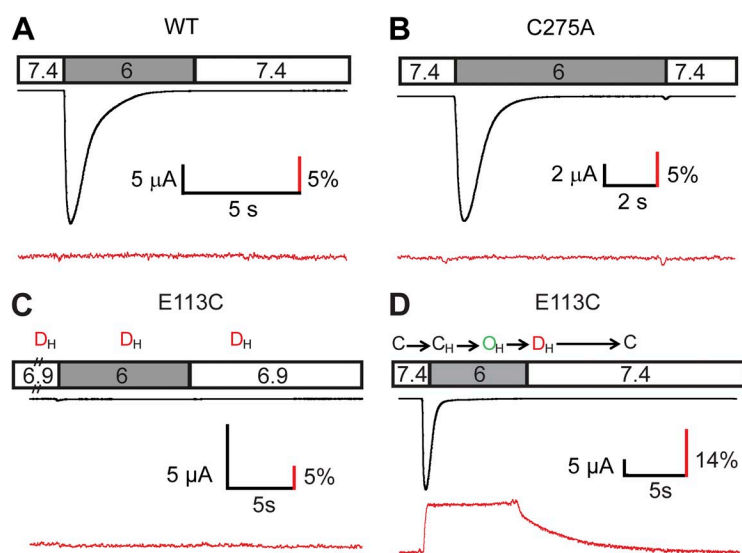 A WT
7.4 6 7.4
5 µA 5%
5 s
B C275A
7.4 6 7.4
2 µA 5%
2 s
C E113C
DH DH DH
6.9 6 6.9
5 µA 5%
5s
D E113C
C → CH → OH → DH → C
7.4 6 7.4
5 µA 14%
5s